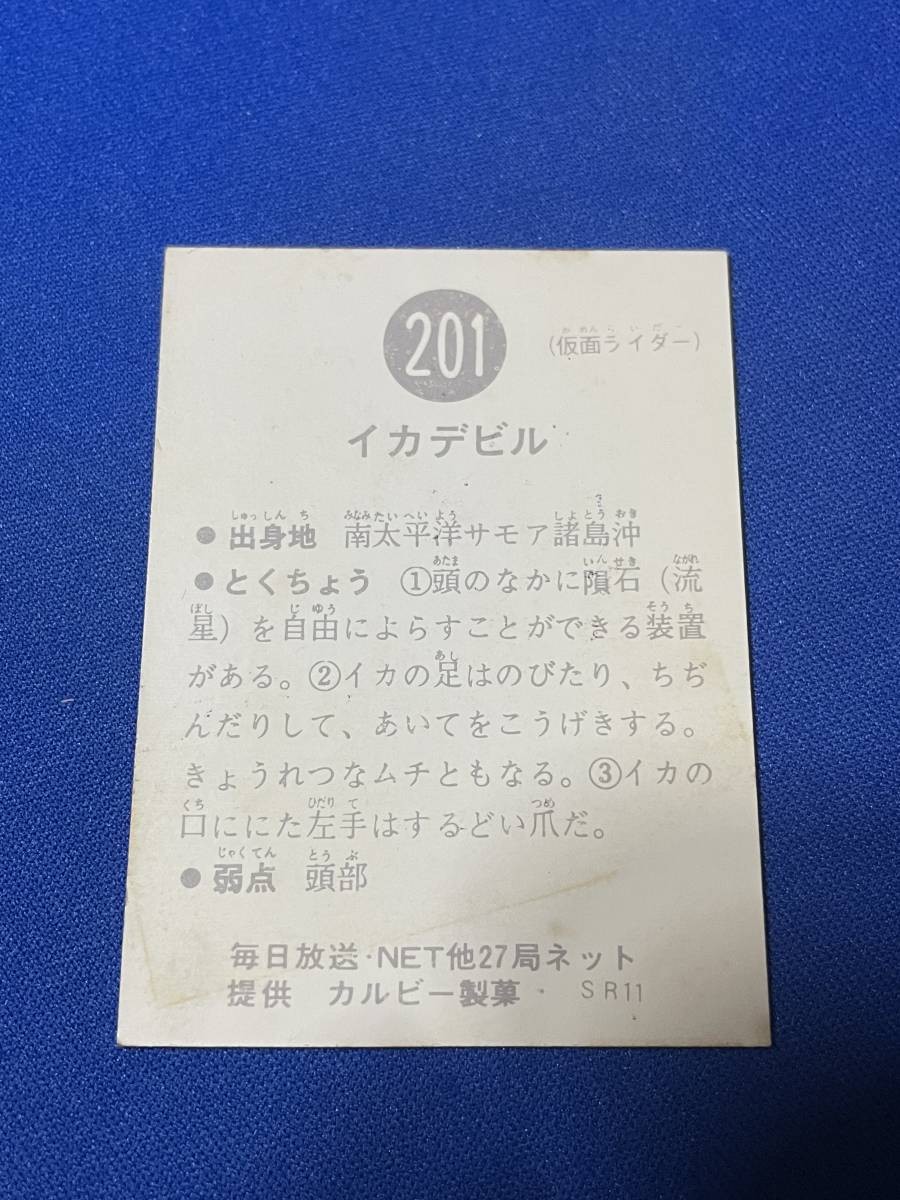 201
(仮面ライダー)
イカデビル
●出身地 南太平洋サモア諸島沖
●とくちょう ①頭のなかに隕石(流
星)を自由によらすことができる装置
がある。②イカの足はのびたり、ちぢ
んだりして、あいてをこうげきする。
きょうれつなムチともなる。③イカの
口ににた左手はするどい爪だ。
●弱点 頭部
毎日放送・NET他27局ネット
提供 カルビー製菓・ SR11